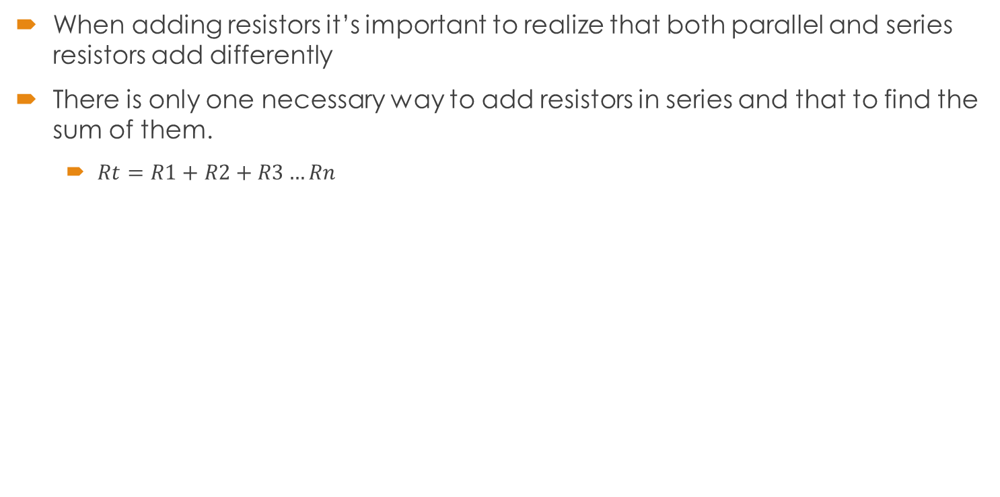 When adding resistors it’s important to realize that both parallel and series
resistors add differently
There is only one necessary way to add resistors in series and that to find the
sum of them.
Rt = R1 + R2 + R3 … Rn